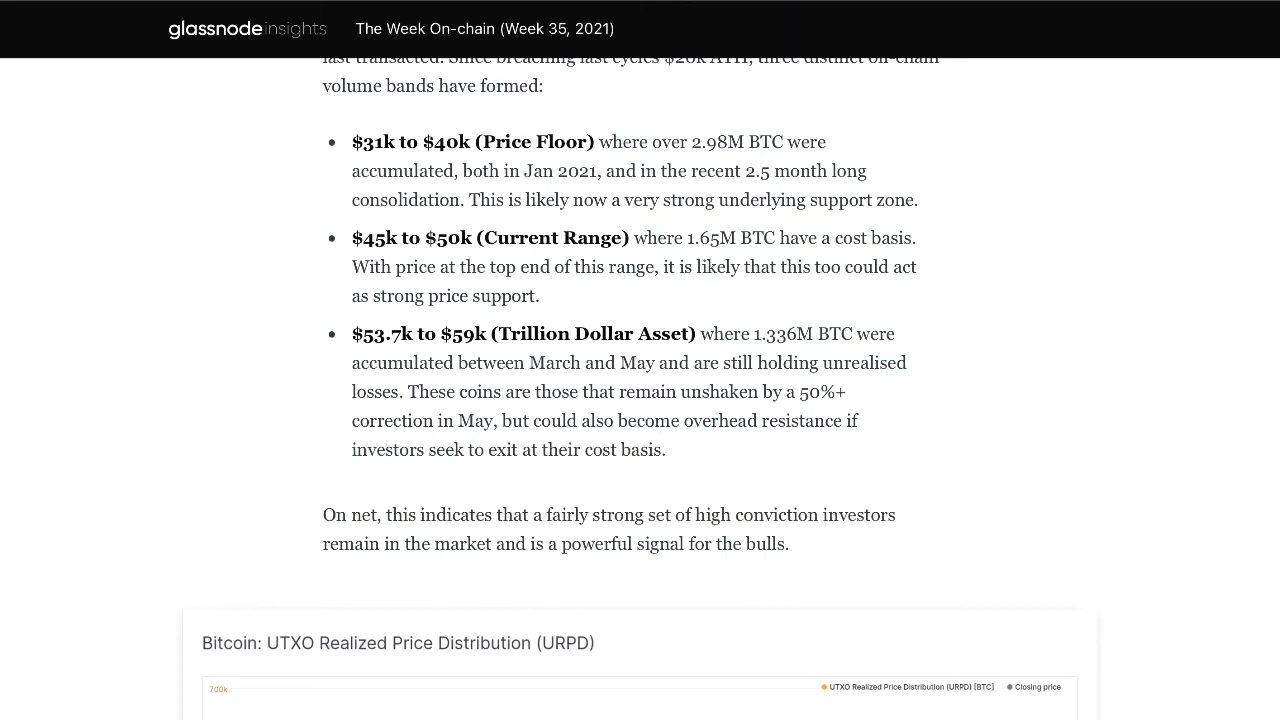 glassnode insights The Week On-chain (Week 35, 2021)
last transacted. Since breaching last cycles $20k ATH, three distinct on-chain
volume bands have formed:
• $31k to $40k (Price Floor) where over 2.98M BTC were
accumulated, both in Jan 2021, and in the recent 2.5 month long
consolidation. This is likely now a very strong underlying support zone.
• $45k to $50k (Current Range) where 1.65M BTC have a cost basis.
With price at the top end of this range, it is likely that this too could act
as strong price support.
• $53.7k to $59k (Trillion Dollar Asset) where 1.336M BTC were
accumulated between March and May and are still holding unrealised
losses. These coins are those that remain unshaken by a 50%+
correction in May, but could also become overhead resistance if
investors seek to exit at their cost basis.
On net, this indicates that a fairly strong set of high conviction investors
remain in the market and is a powerful signal for the bulls.
Bitcoin: UTXO Realized Price Distribution (URPD)
700k
UTXO Realized Price Distribution (URPD) [BTC] Closing price